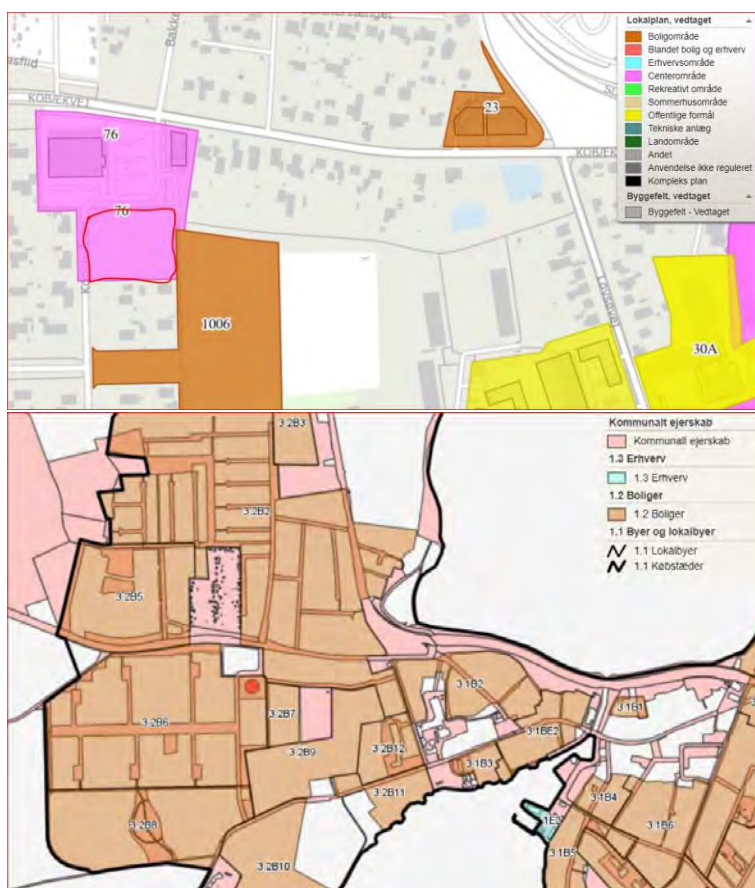 Lokalplan, vedtaget
Boligområde
Blandet bolig og erhverv
Erhvervsområde
Centerområde
Rekreativt område
Sommerhusområde
Offentlige formål
Tekniske anlæg
Landområde
Andet
Anvendelse ikke reguleret
Kompleks plan
Byggefelt, vedtaget
Byggefelt - Vedtaget
KOBÆKVEJ
76
23
76
1006
30A
Kommunalt ejerskab
Kommunalt ejerskab
1.3 Erhverv
1.3 Erhverv
1.2 Boliger
1.2 Boliger
1.1 Byer og lokalbyer
1.1 Lokalbyer
1.1 Købstæder
3.2B3
3.2B2
3.2B5
3.1B2
3.1B1
3.2B6
3.2B7
3.1BE2
3.2B9
3.2B12
3.1B3
3.2B11
3.1B4
3.2B8
3.1B6
3.1B5
3.2B10